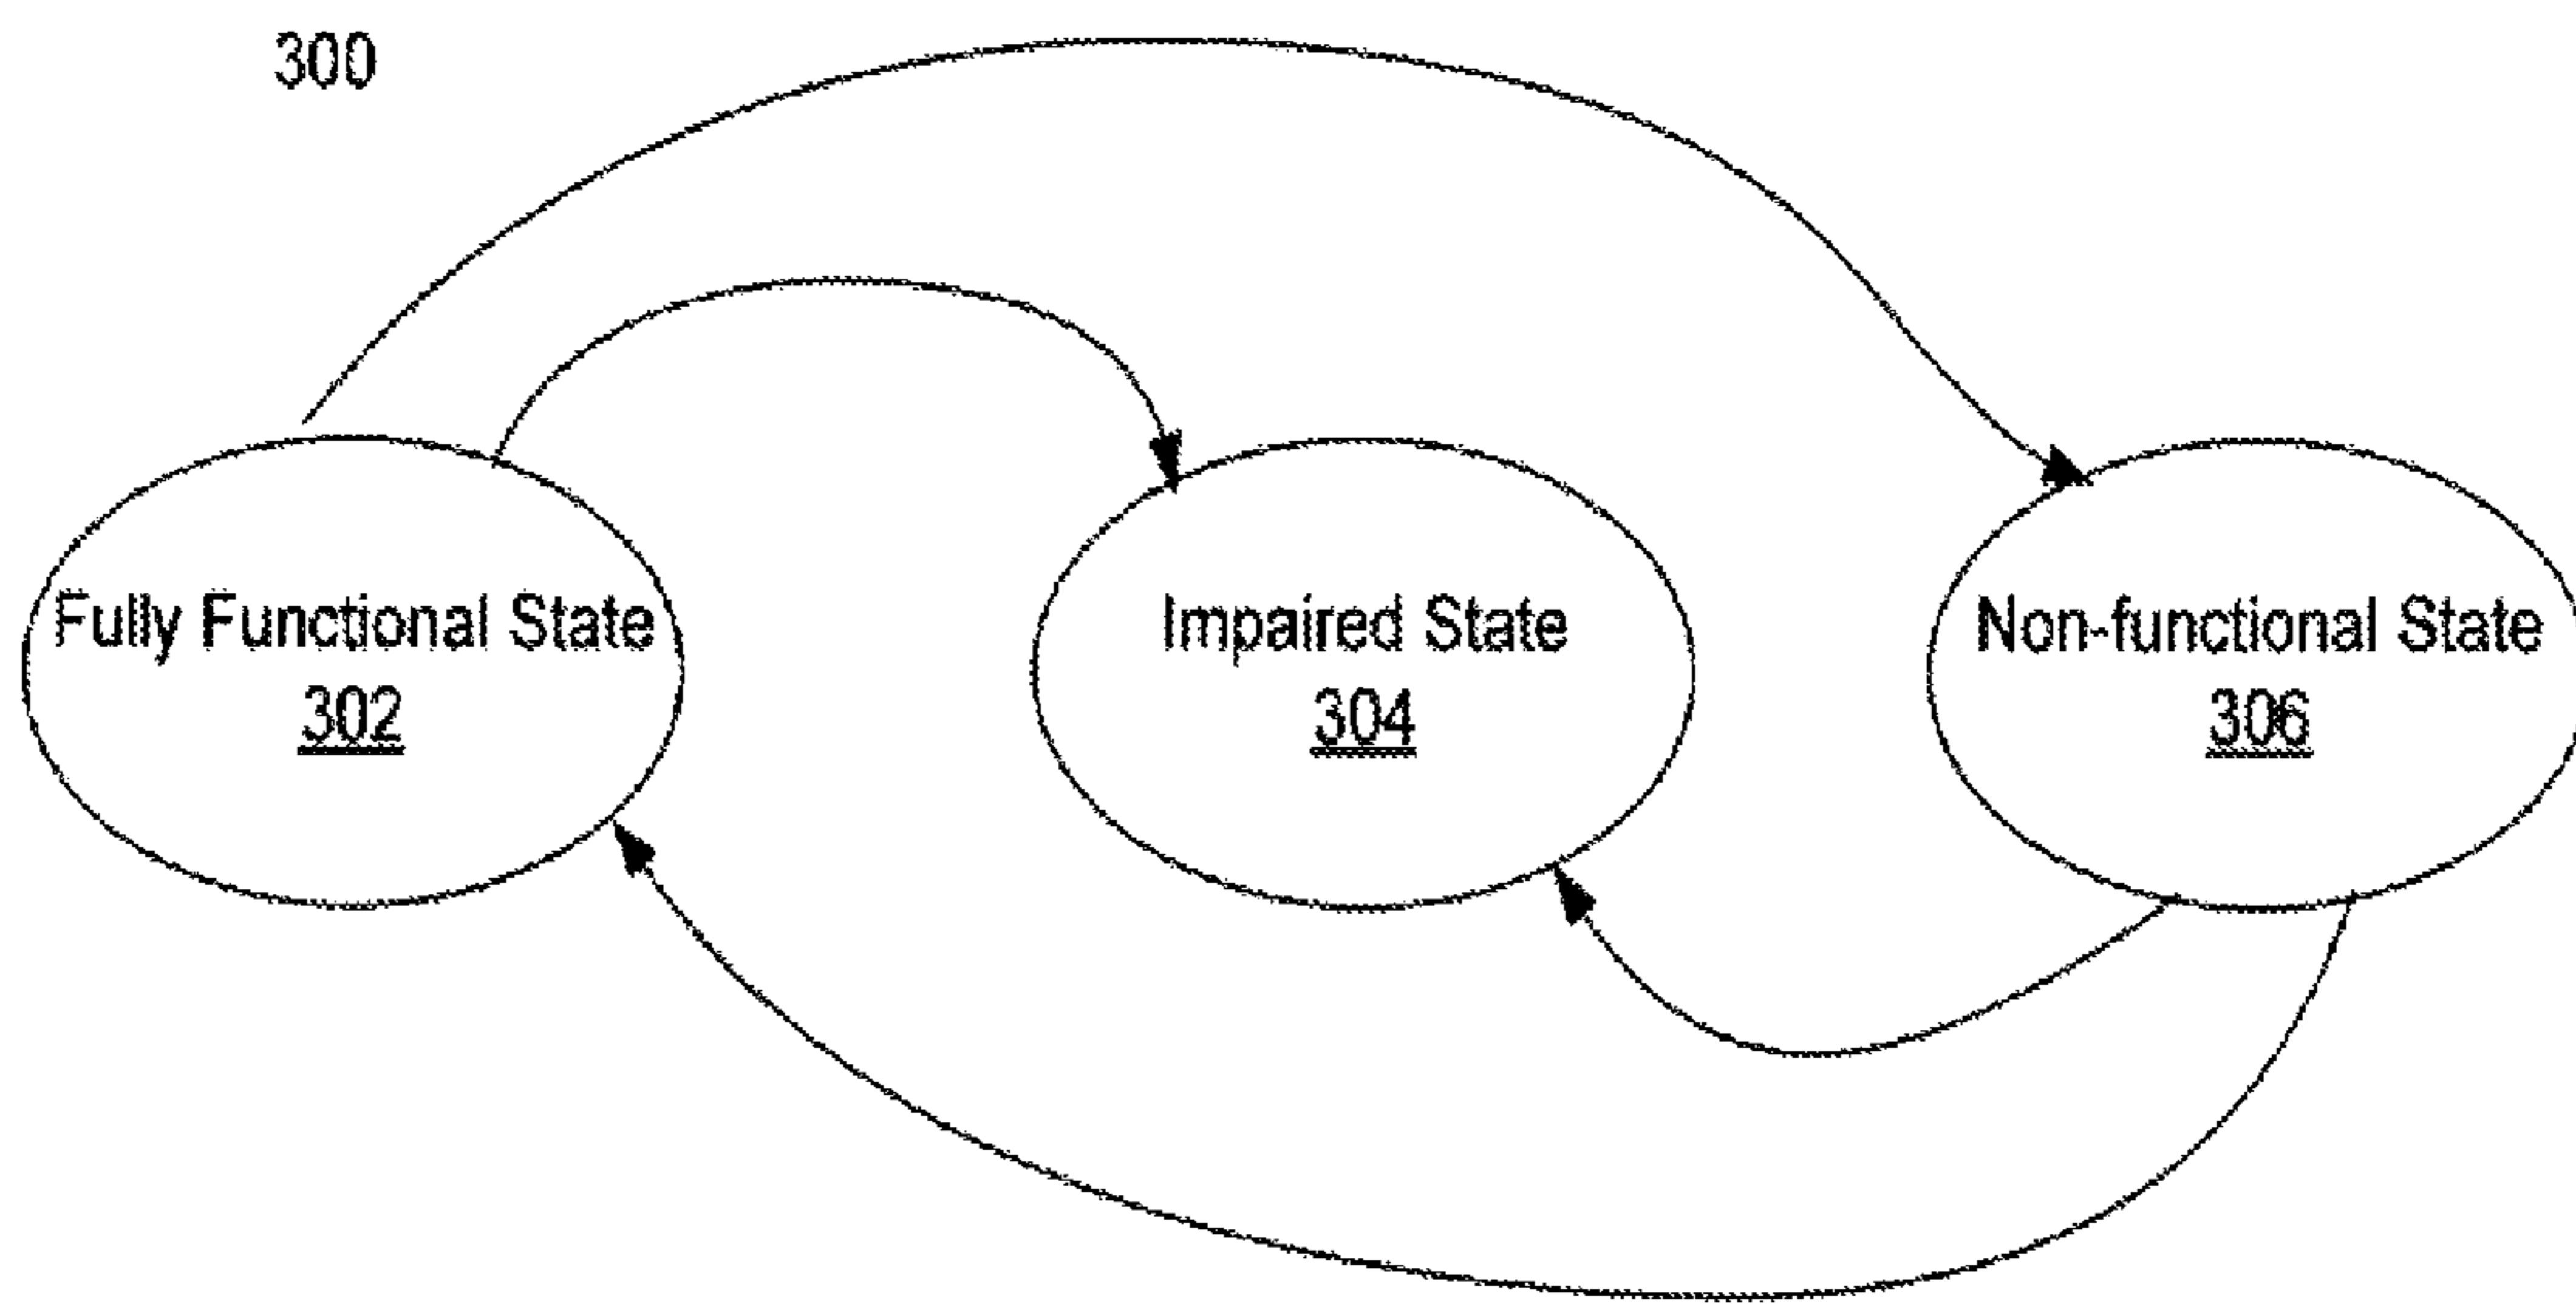 300
Fully Functional State
302
Impaired State
304
Non-functional State
306